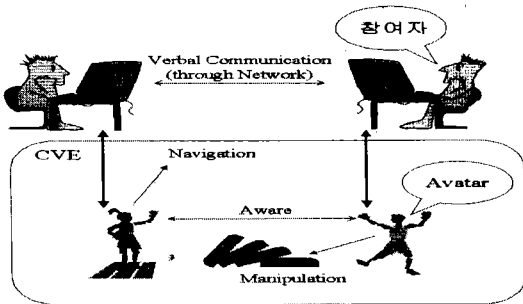 참여자
Verbal Communication
(through Network)
CVE
Navigation
Avatar
Aware
Manipulation